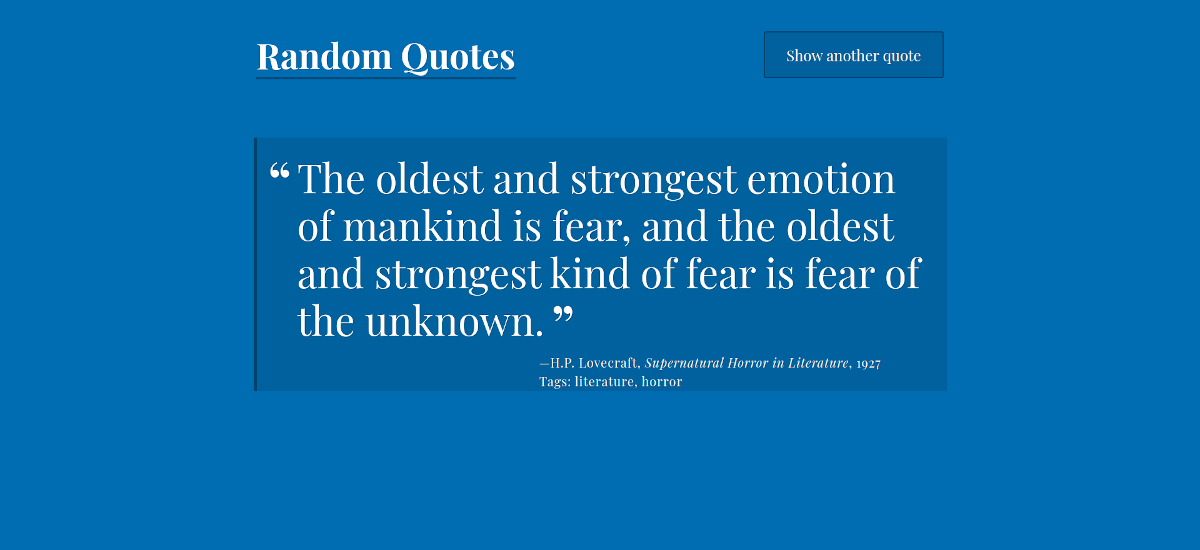 Random Quotes
Show another quote
“ The oldest and strongest emotion
of mankind is fear, and the oldest
and strongest kind of fear is fear of
the unknown. ”
—H.P. Lovecraft, Supernatural Horror in Literature, 1927
Tags: literature, horror